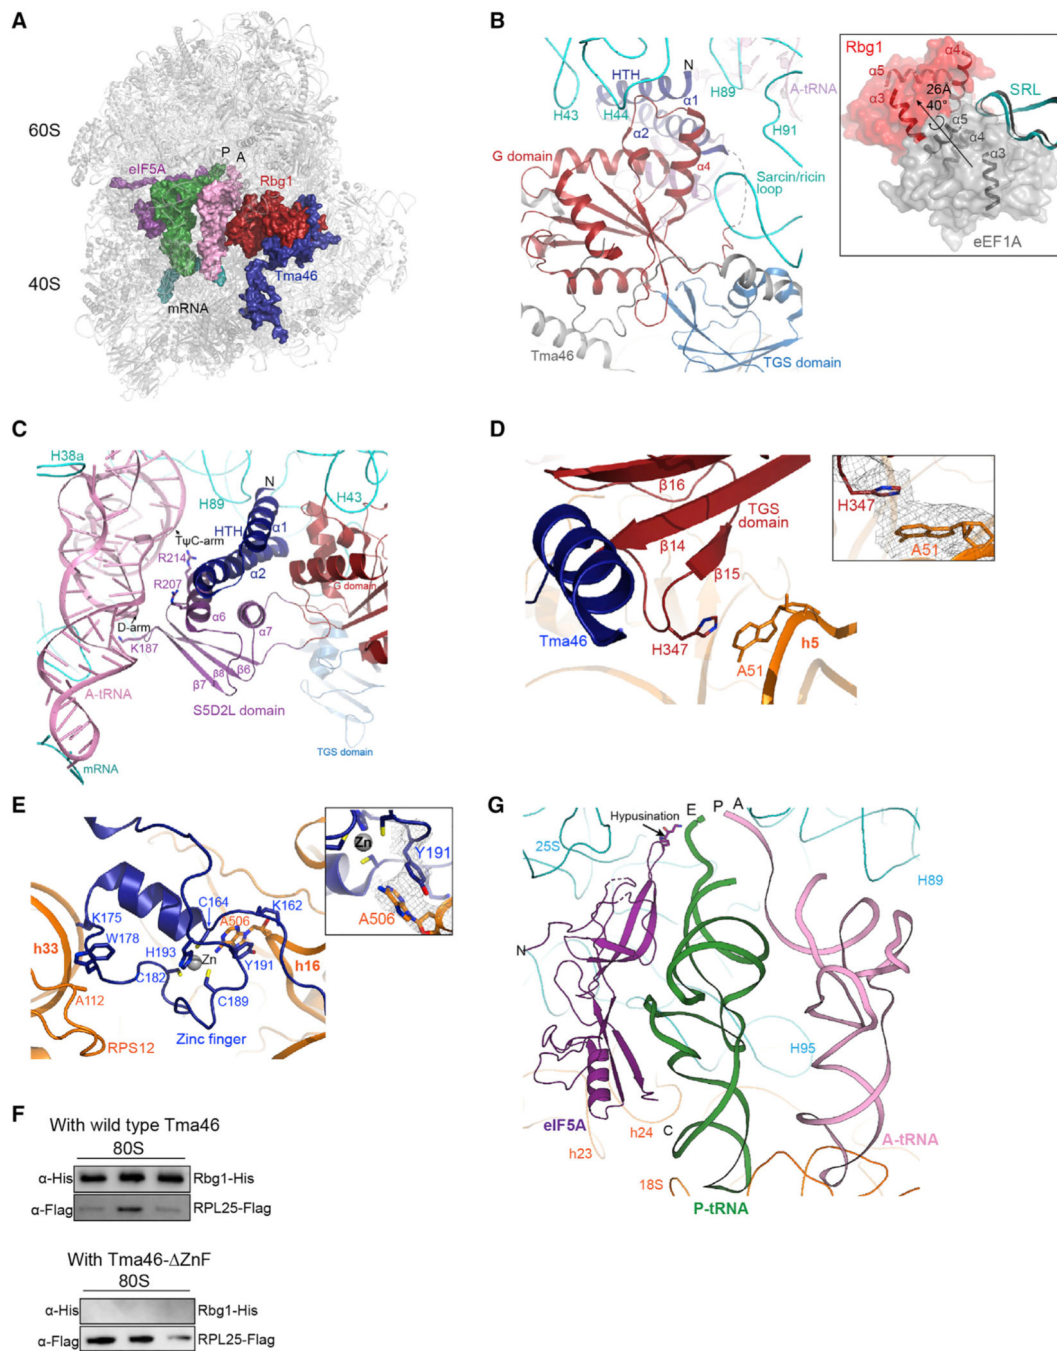 A
60S
eIF5A
P A
Rbg1
40S
Tma46
mRNA
B
HTH
N
H89
A-tRNA
H43
H44
α1
α2
H91
G domain
α4
Sarcin/ricin
loop
Tma46
TGS domain
Rbg1
α4
α5
α3
26Å
40°
SRL
α5
α4
α3
eEF1A
C
H38a
N
H89
H43
HTH
α1
TψC-arm
R214
α2
G domain
R207
D-arm
α6
α7
K187
β8
β6
β7
A-tRNA
S5D2L domain
mRNA
TGS domain
D
β16
TGS
domain
β14
β15
Tma46
H347
h5
A51
H347
A51
E
C164
K162
K175
A506
W178
h33
H193
Zn
h16
C182
Y191
A112
C189
RPS12
Zinc finger
Zn
Y191
A506
F
With wild type Tma46
80S
α-His
Rbg1-His
α-Flag
RPL25-Flag
With Tma46-ΔZnF
80S
α-His
Rbg1-His
α-Flag
RPL25-Flag
G
Hypusination
E P A
25S
H89
N
H95
eIF5A
h24
C
A-tRNA
h23
18S
P-tRNA